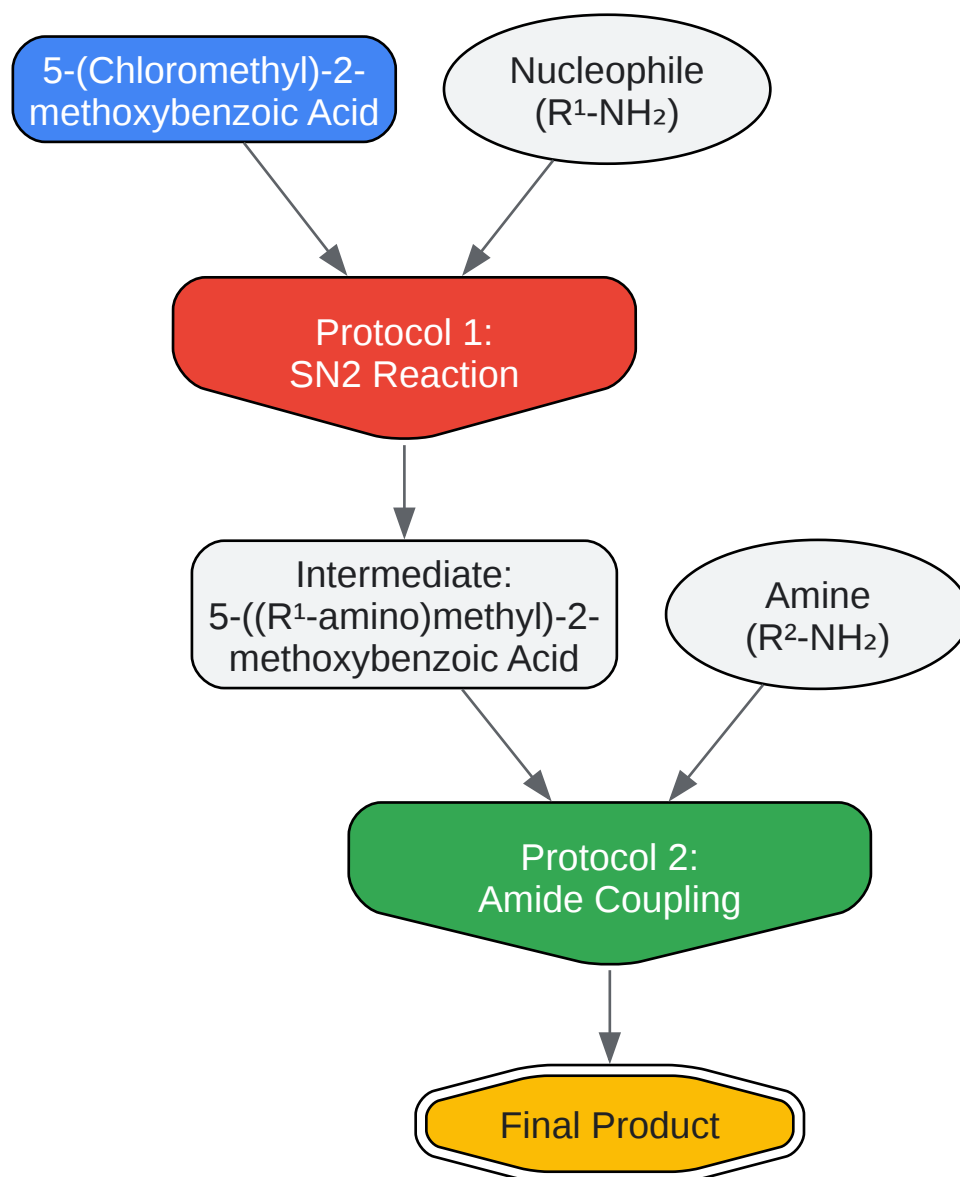 5-(Chloromethyl)-2-
methoxybenzoic Acid
Nucleophile
(R¹-NH₂)
Protocol 1:
SN2 Reaction
Intermediate:
5-((R¹-amino)methyl)-2-
methoxybenzoic Acid
Amine
(R²-NH₂)
Protocol 2:
Amide Coupling
Final Product